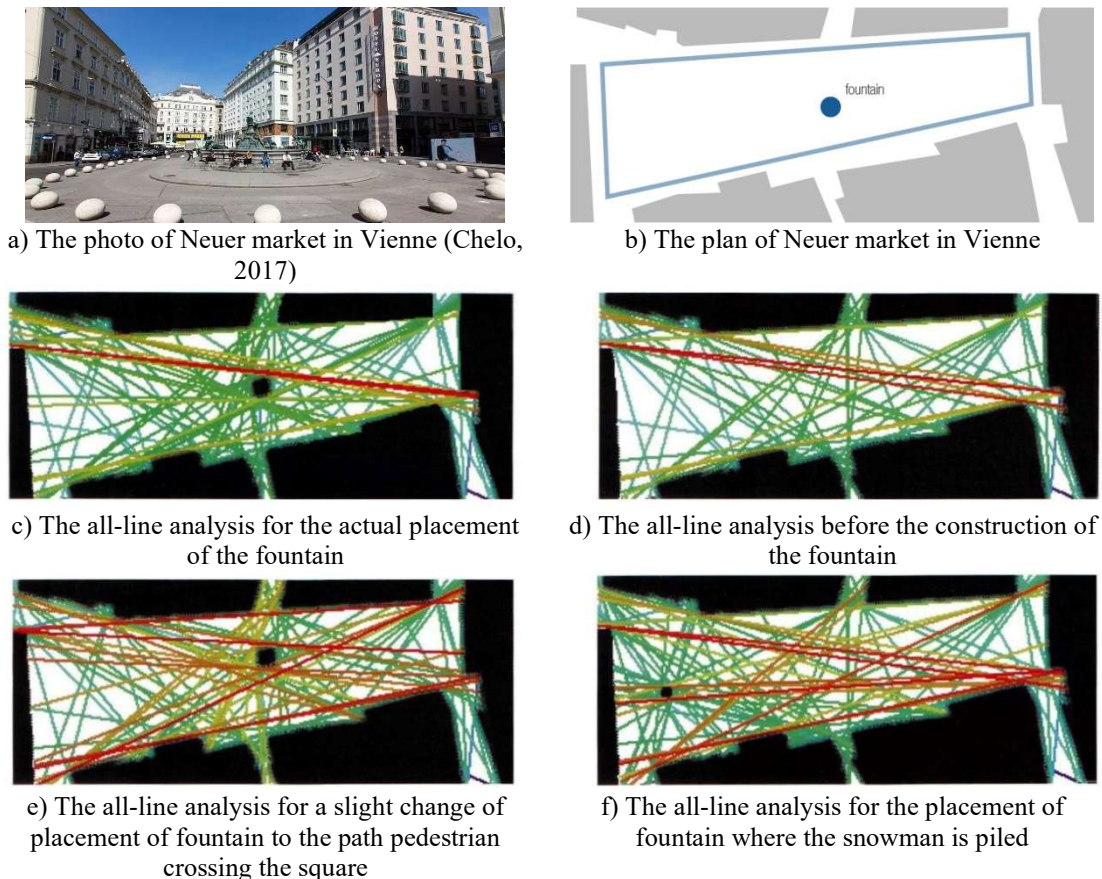 fountain
a) The photo of Neuer market in Vienne (Chelo,
2017)
b) The plan of Neuer market in Vienne
c) The all-line analysis for the actual placement
of the fountain
d) The all-line analysis before the construction of
the fountain
e) The all-line analysis for a slight change of
placement of fountain to the path pedestrian
crossing the square
f) The all-line analysis for the placement of
fountain where the snowman is piled